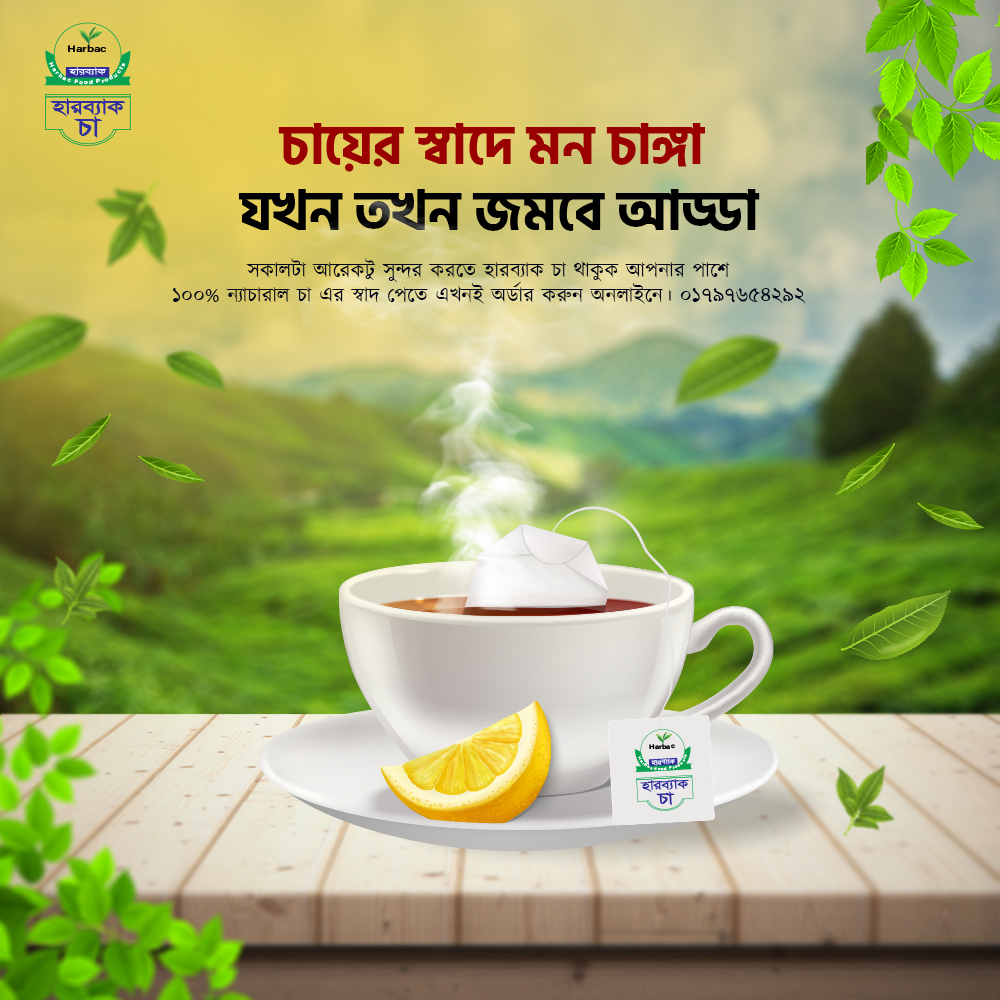 Harbac
হারব্যাক
Harbac Food Products
হারব্যাক
চা
চায়ের স্বাদে মন চাঙ্গা
যখন তখন জমবে আড্ডা
সকালটা আরেকটু সুন্দর করতে হারব্যাক চা থাকুক আপনার পাশে
১০০% ন্যাচারাল চা এর স্বাদ পেতে এখনই অর্ডার করুন অনলাইনে। ০১৭৯৭৬৫৪২৯২
Harbac
হারব্যাক
Harbac Food Products
হারব্যাক
চা